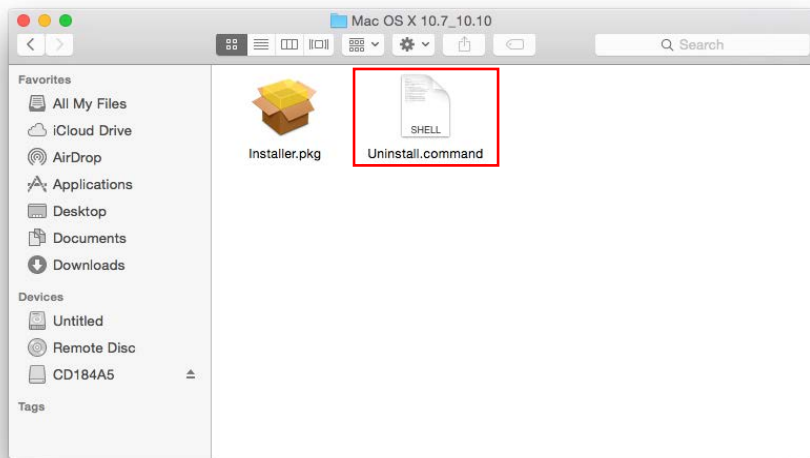 Mac OS X 10.7_10.10
Search
Favorites
All My Files
iCloud Drive
AirDrop
Applications
Desktop
Documents
Downloads
Devices
Untitled
Remote Disc
CD184A5
Tags
SHELL
Installer.pkg
Uninstall.command